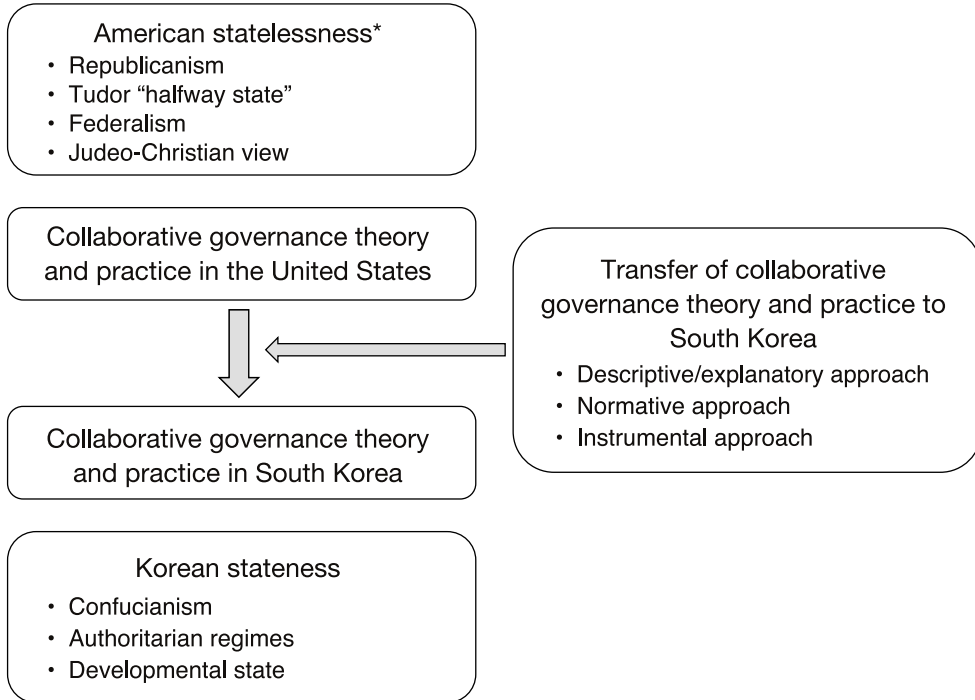 American statelessness*
• Republicanism
• Tudor “halfway state”
• Federalism
• Judeo-Christian view
Collaborative governance theory
and practice in the United States
Transfer of collaborative
governance theory and practice to
South Korea
• Descriptive/explanatory approach
• Normative approach
• Instrumental approach
Collaborative governance theory
and practice in South Korea
Korean stateness
• Confucianism
• Authoritarian regimes
• Developmental state